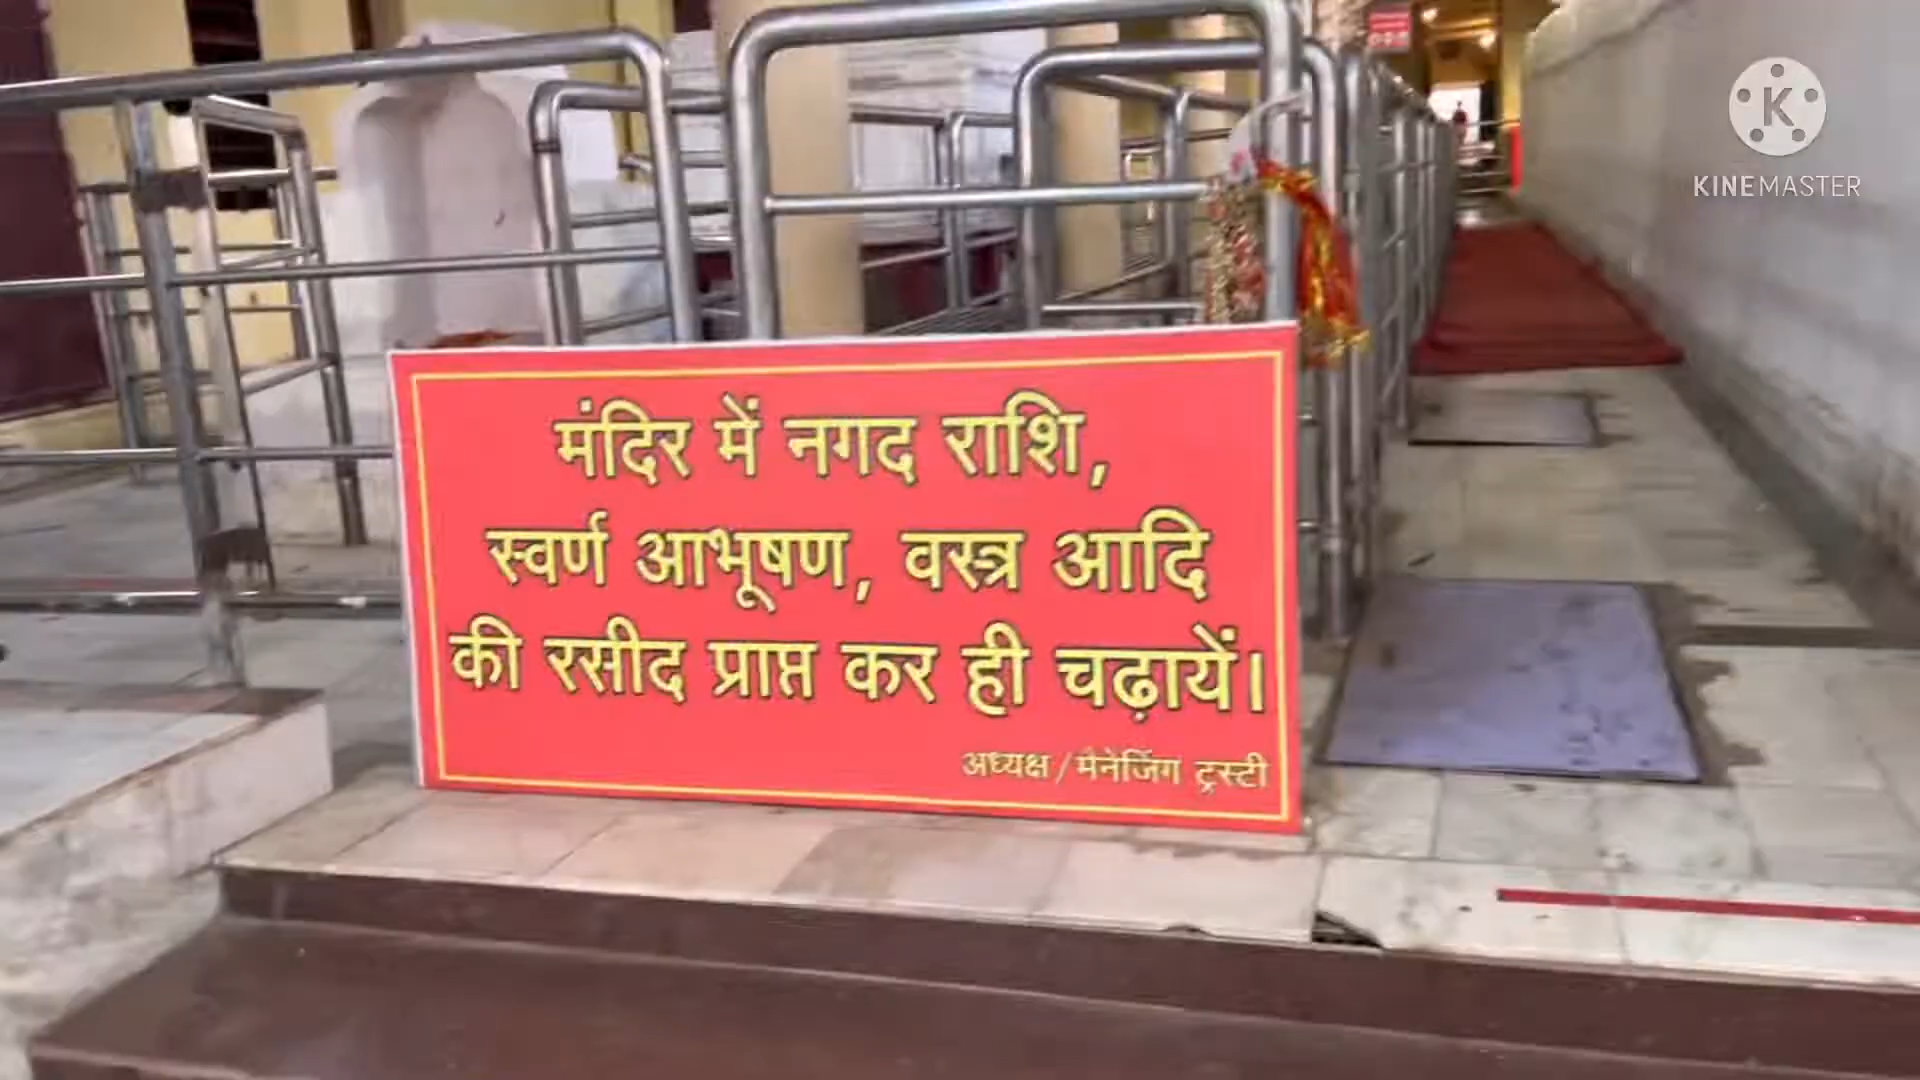 मंदिर में नगद राशि,
स्वर्ण आभूषण, वस्त्र आदि
की रसीद प्राप्त कर ही चढ़ायें।
अध्यक्ष/मैनेजिंग ट्रस्टी
K
KINEMASTER